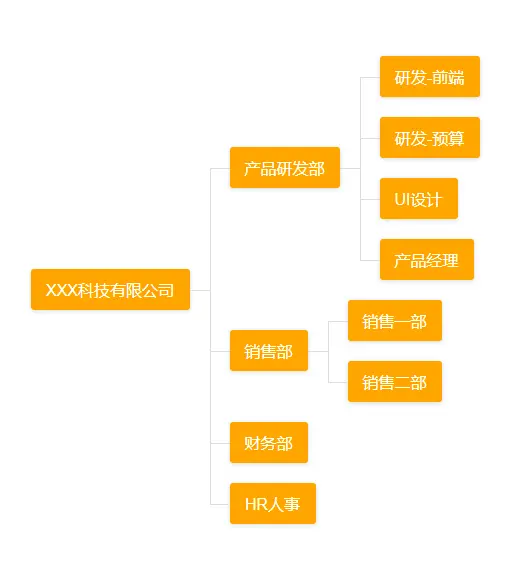 XXX科技有限公司
产品研发部
研发-前端
研发-预算
UI设计
产品经理
销售部
销售一部
销售二部
财务部
HR人事